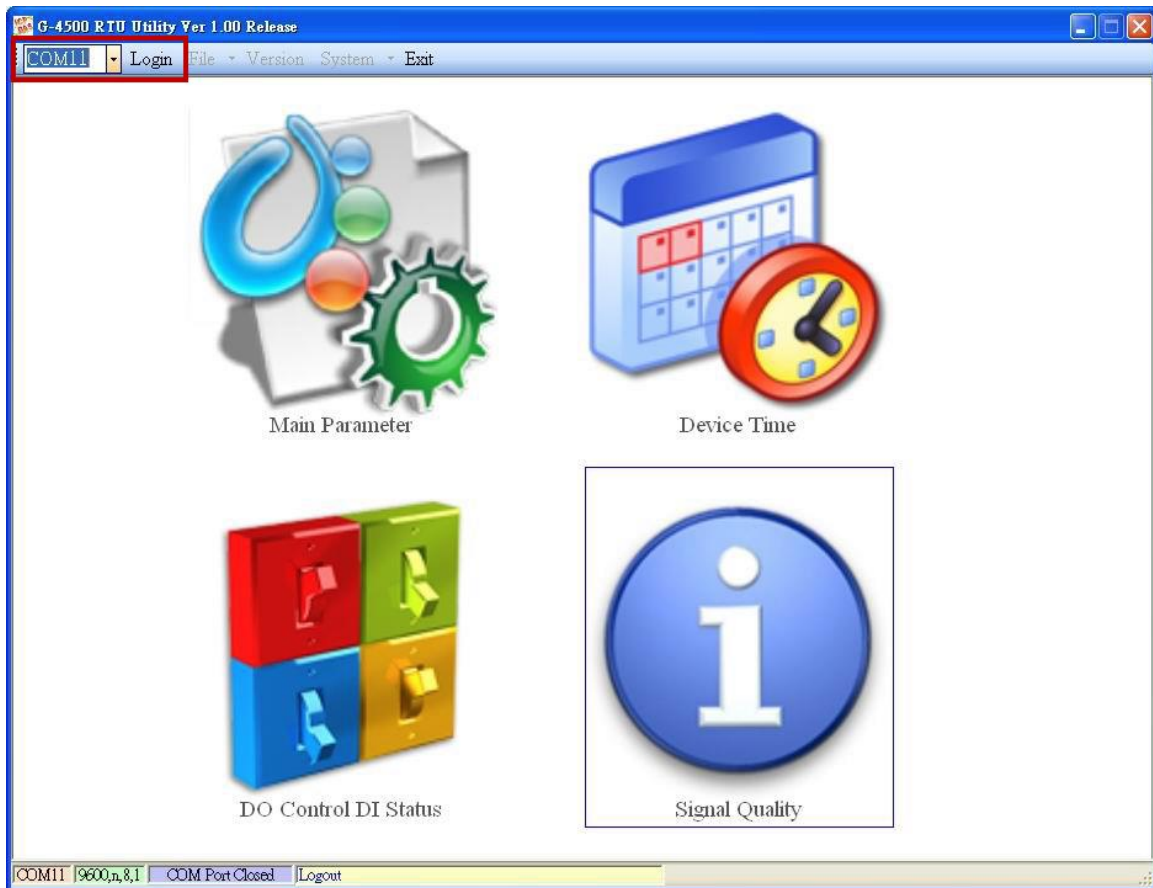 G-4500 RTU Utility Ver 1.00 Release
COM11 Login File Version System Exit
Main Parameter
Device Time
DO Control DI Status
Signal Quality
COM11 9600,n,8,1 COM Port Closed Logout